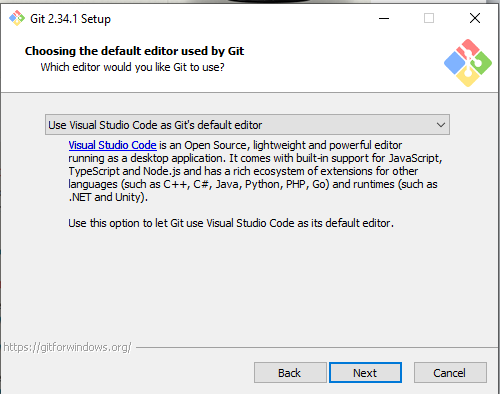 Git 2.34.1 Setup
Choosing the default editor used by Git
Which editor would you like Git to use?
Use Visual Studio Code as Git's default editor
Visual Studio Code is an Open Source, lightweight and powerful editor
running as a desktop application. It comes with built-in support for JavaScript,
TypeScript and Node.js and has a rich ecosystem of extensions for other
languages (such as C++, C#, Java, Python, PHP, Go) and runtimes (such as
.NET and Unity).
Use this option to let Git use Visual Studio Code as its default editor.
https://gitforwindows.org/
Back
Next
Cancel